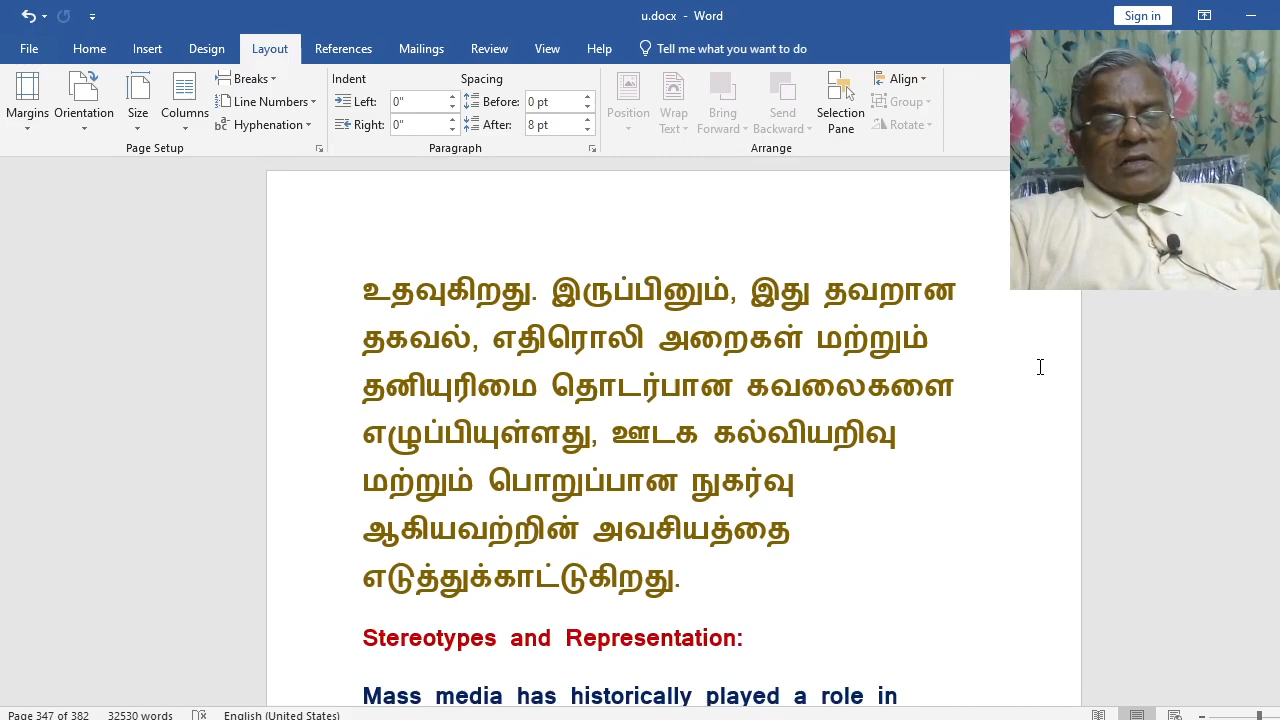 u.docx - Word
Sign in
File Home Insert Design Layout References Mailings Review View Help Tell me what you want to do
Margins
Orientation
Size
Columns
Breaks
Line Numbers
Hyphenation
Page Setup
Indent
Left: 0"
Right: 0"
Spacing
Before: 0 pt
After: 8 pt
Paragraph
Position
Wrap Text
Bring Forward
Send Backward
Selection Pane
Align
Group
Rotate
Arrange
உதவுகிறது. இருப்பினும், இது தவறான
தகவல், எதிரொலி அறைகள் மற்றும்
தனியுரிமை தொடர்பான கவலைகளை
எழுப்பியுள்ளது, ஊடக கல்வியறிவு
மற்றும் பொறுப்பான நுகர்வு
ஆகியவற்றின் அவசியத்தை
எடுத்துக்காட்டுகிறது.
Stereotypes and Representation:
Mass media has historically played a role in
Page 347 of 382 32530 words English (United States)